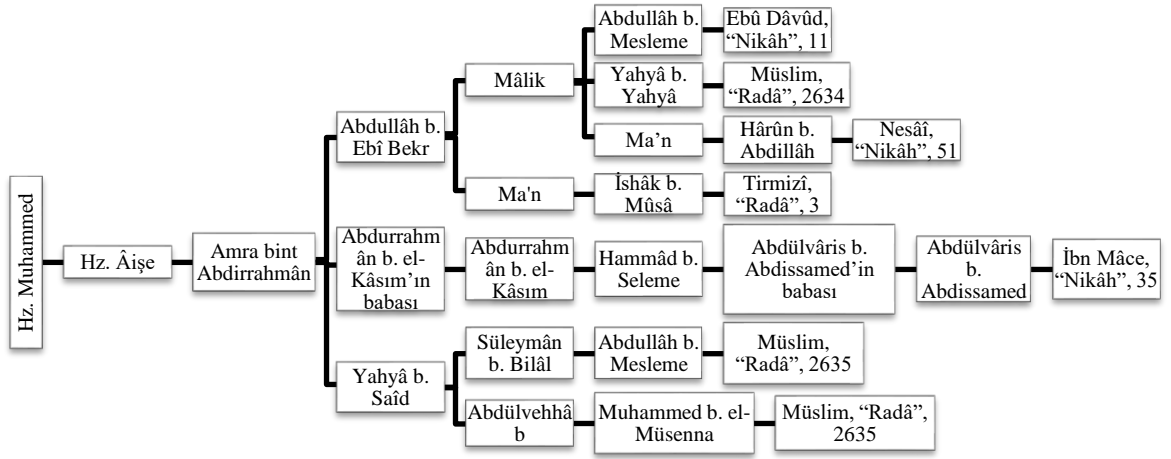 Hz. Muhammed
Hz. Âişe
Amra bint
Abdirrahmân
Abdullâh b.
Ebî Bekr
Mâlik
Abdullâh b.
Mesleme
Ebû Dâvûd,
“Nikâh”, 11
Yahyâ b.
Yahyâ
Müslim,
“Radâ”, 2634
Ma’n
Hârûn b.
Abdillâh
Nesâî,
“Nikâh”, 51
Ma'n
İshâk b.
Mûsâ
Tirmizî,
“Radâ”, 3
Abdurrahm
ân b. el-
Kâsım’ın
babası
Abdurrahm
ân b. el-
Kâsım
Hammâd b.
Seleme
Abdülvâris b.
Abdissamed’in
babası
Abdülvâris
b.
Abdissamed
İbn Mâce,
“Nikâh”, 35
Yahyâ b.
Saîd
Süleymân
b. Bilâl
Abdullâh b.
Mesleme
Müslim,
“Radâ”, 2635
Abdülvehhâ
b
Muhammed b. el-
Müsenna
Müslim, “Radâ”,
2635